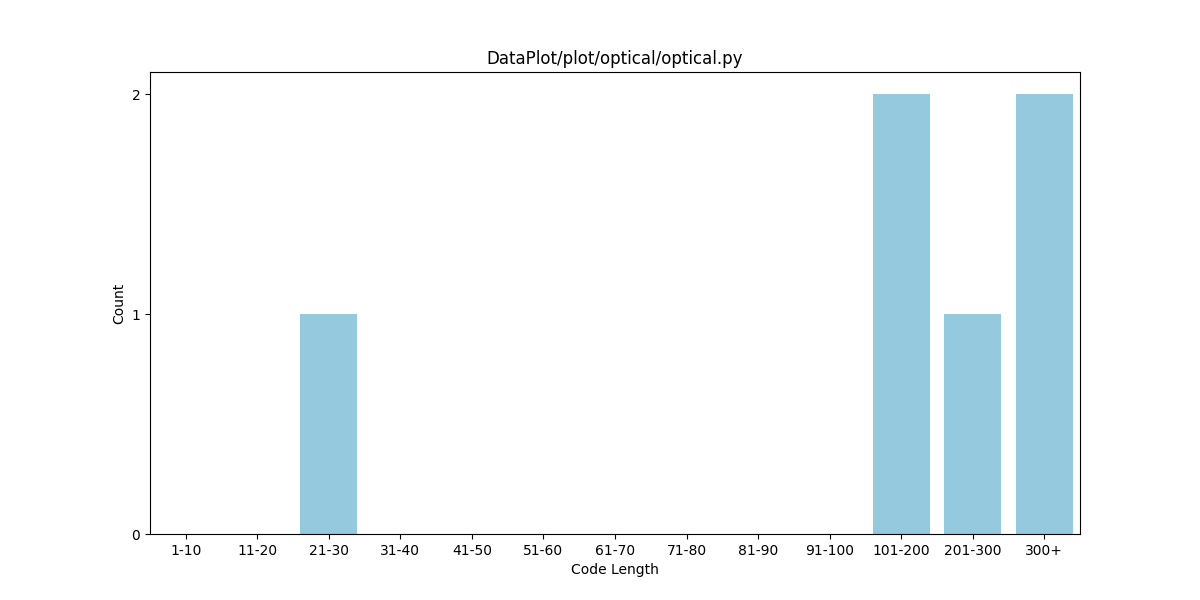 DataPlot/plot/optical/optical.py
2
1
0
Count
1-10 11-20 21-30 31-40 41-50 51-60 61-70 71-80 81-90 91-100 101-200 201-300 300+
Code Length